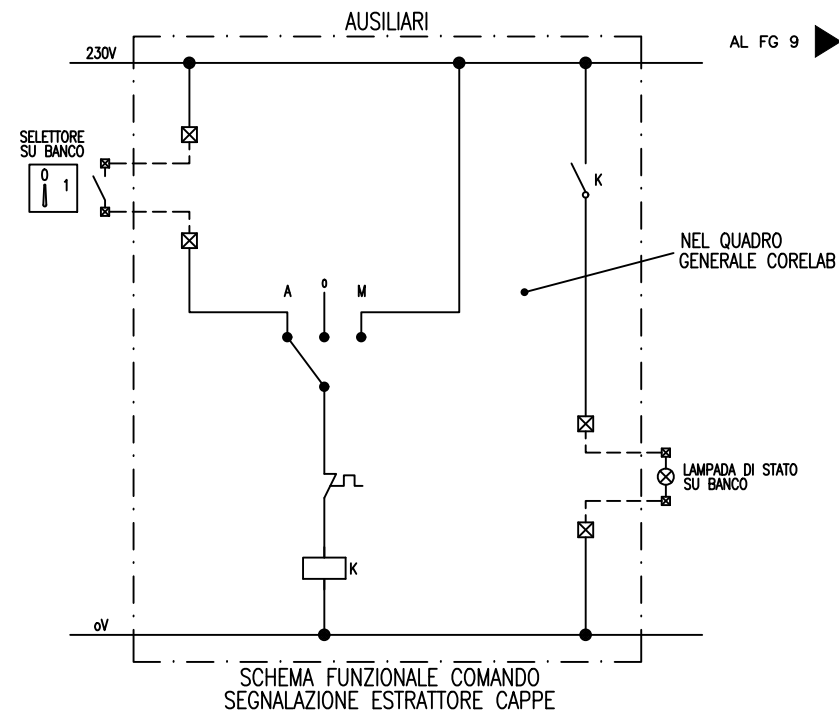 AUSILIARI
AL FG 9
230V
SELETTORE
SU BANCO
0
1
K
NEL QUADRO
GENERALE CORELAB
A
0
M
LAMPADA DI STATO
SU BANCO
K
oV
SCHEMA FUNZIONALE COMANDO
SEGNALAZIONE ESTRATTORE CAPPE